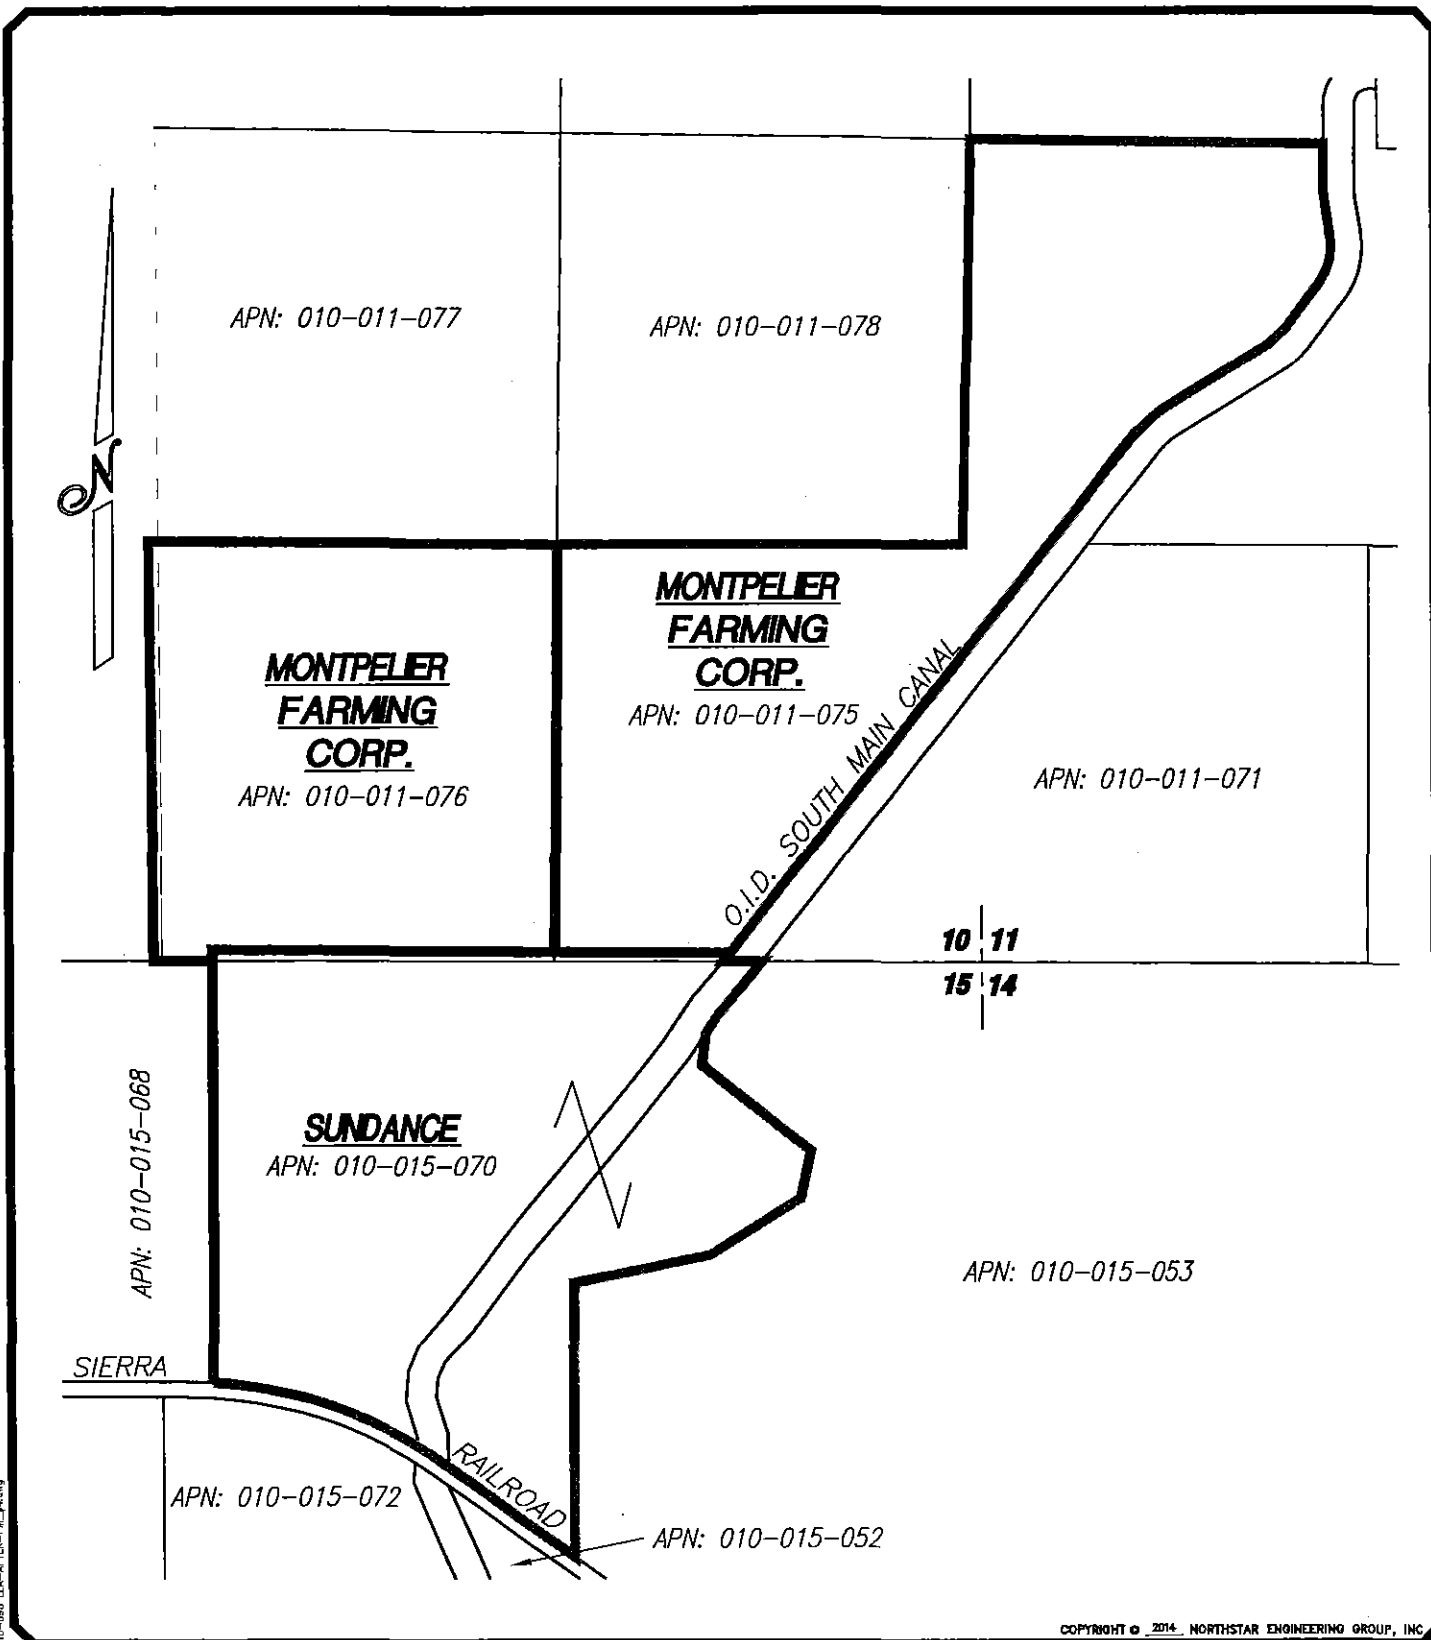 APN: 010-011-077
APN: 010-011-078
N
MONTPELIER
FARMING
CORP.
APN: 010-011-075
MONTPELIER
FARMING
CORP.
APN: 010-011-076
O.I.D. SOUTH MAIN CANAL
APN: 010-011-071
10 11
15 14
APN: 010-015-068
SUNDANCE
APN: 010-015-070
APN: 010-015-053
SIERRA
RAILROAD
APN: 010-015-072
APN: 010-015-052
COPYRIGHT © 2014 NORTHSTAR ENGINEERING GROUP, INC.